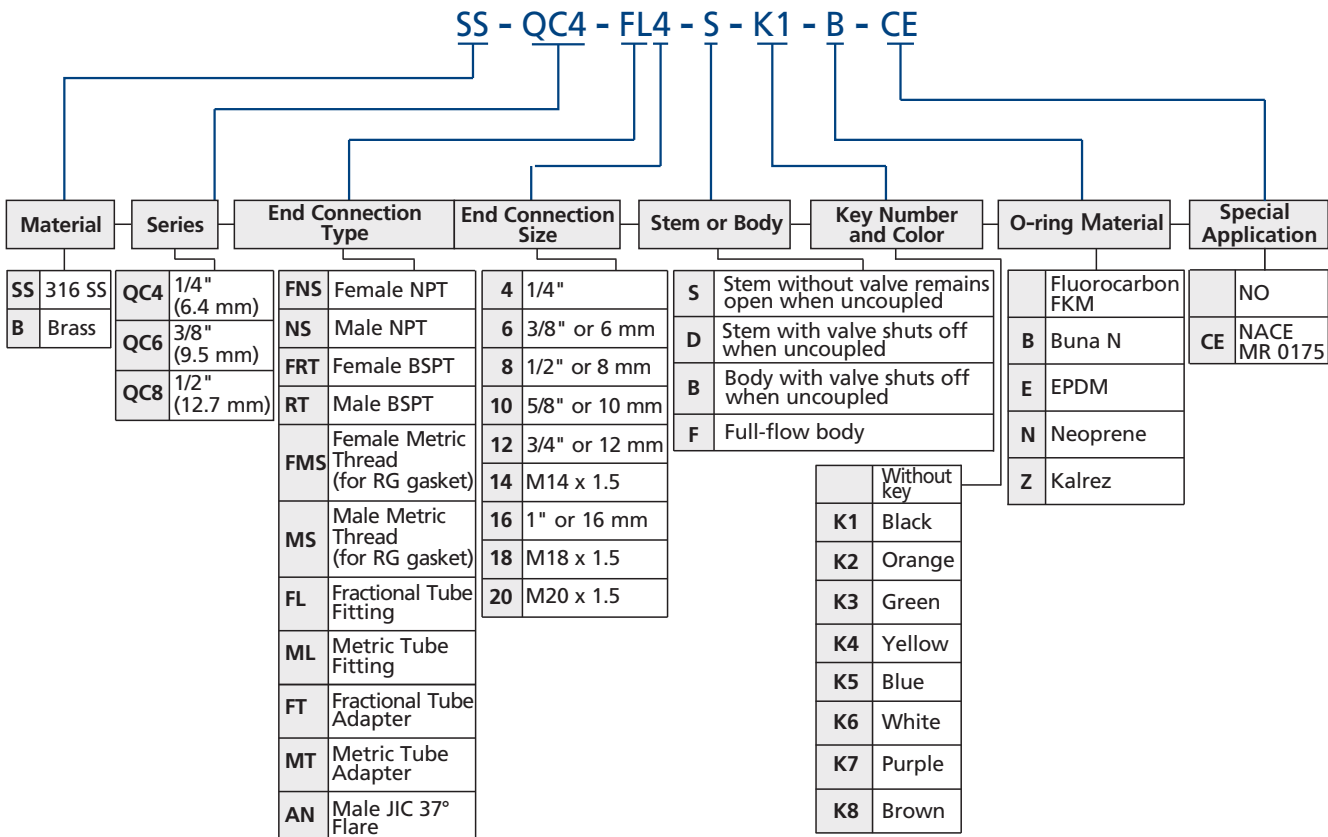 SS - QC4 - FL4 - S - K1 - B - CE
Material
Series
End Connection
Type
End Connection
Size
Stem or Body
Key Number
and Color
O-ring Material
Special
Application
SS 316 SS
B Brass
QC4 1/4"
(6.4 mm)
QC6 3/8"
(9.5 mm)
QC8 1/2"
(12.7 mm)
FNS Female NPT
NS Male NPT
FRT Female BSPT
RT Male BSPT
FMS Female Metric
Thread
(for RG gasket)
MS Male Metric
Thread
(for RG gasket)
FL Fractional Tube
Fitting
ML Metric Tube
Fitting
FT Fractional Tube
Adapter
MT Metric Tube
Adapter
AN Male JIC 37°
Flare
4 1/4"
6 3/8" or 6 mm
8 1/2" or 8 mm
10 5/8" or 10 mm
12 3/4" or 12 mm
14 M14 x 1.5
16 1" or 16 mm
18 M18 x 1.5
20 M20 x 1.5
S Stem without valve remains
open when uncoupled
D Stem with valve shuts off
when uncoupled
B Body with valve shuts off
when uncoupled
F Full-flow body
Without
key
K1 Black
K2 Orange
K3 Green
K4 Yellow
K5 Blue
K6 White
K7 Purple
K8 Brown
Fluorocarbon
FKM
B Buna N
E EPDM
N Neoprene
Z Kalrez
NO
CE NACE
MR 0175